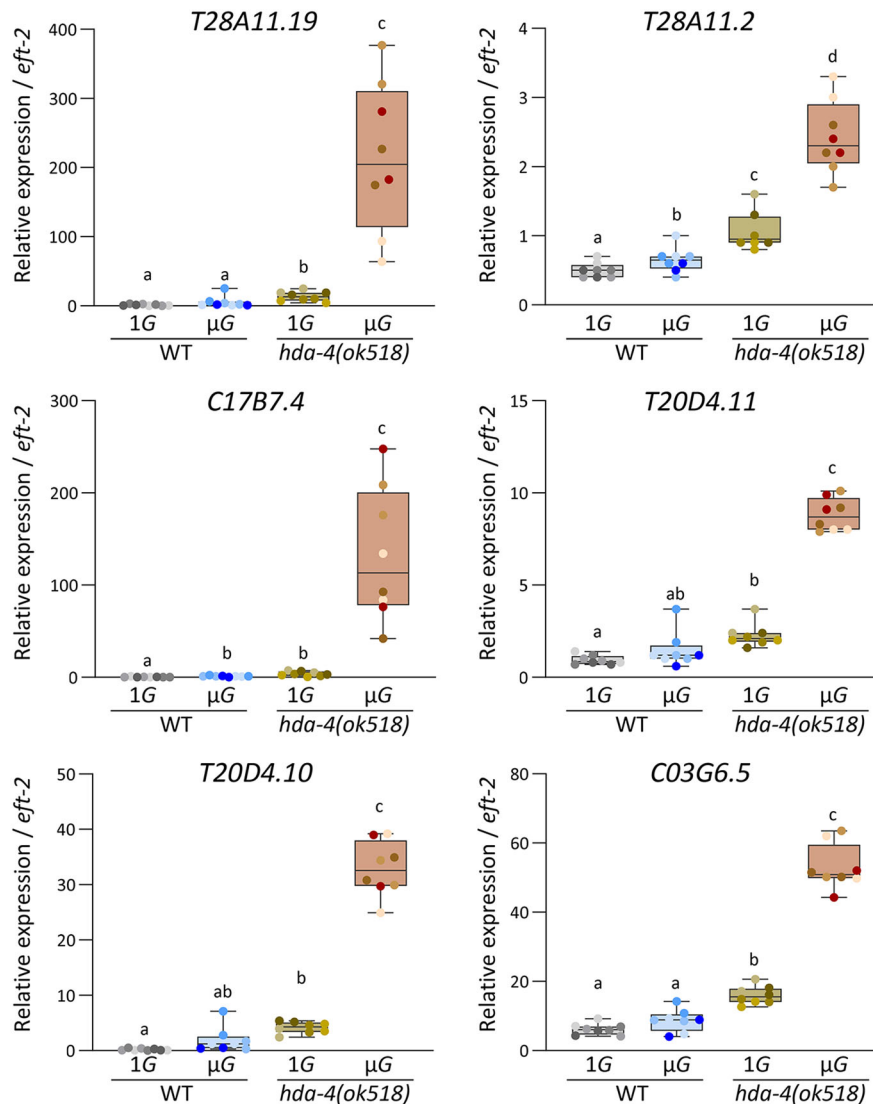 T28A11.19
Relative expression / eft-2
400
300
200
100
0
a
a
b
c
1G
μG
1G
μG
WT
hda-4(ok518)
T28A11.2
Relative expression / eft-2
4
3
2
1
0
a
b
c
d
1G
μG
1G
μG
WT
hda-4(ok518)
C17B7.4
Relative expression / eft-2
300
200
100
0
a
b
b
c
1G
μG
1G
μG
WT
hda-4(ok518)
T20D4.11
Relative expression / eft-2
15
10
5
0
a
ab
b
c
1G
μG
1G
μG
WT
hda-4(ok518)
T20D4.10
Relative expression / eft-2
50
40
30
20
10
0
a
ab
b
c
1G
μG
1G
μG
WT
hda-4(ok518)
C03G6.5
Relative expression / eft-2
80
60
40
20
0
a
a
b
c
1G
μG
1G
μG
WT
hda-4(ok518)